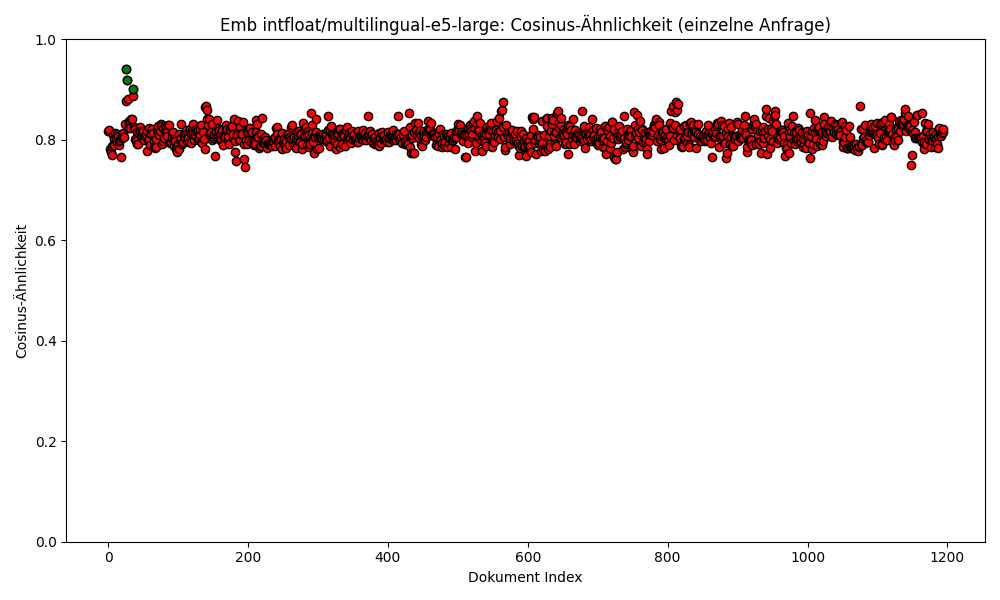 Emb intfloat/multilingual-e5-large: Cosinus-Ähnlichkeit (einzelne Anfrage)
1.0
0.8
0.6
0.4
0.2
0.0
Cosinus-Ähnlichkeit
0 200 400 600 800 1000 1200
Dokument Index